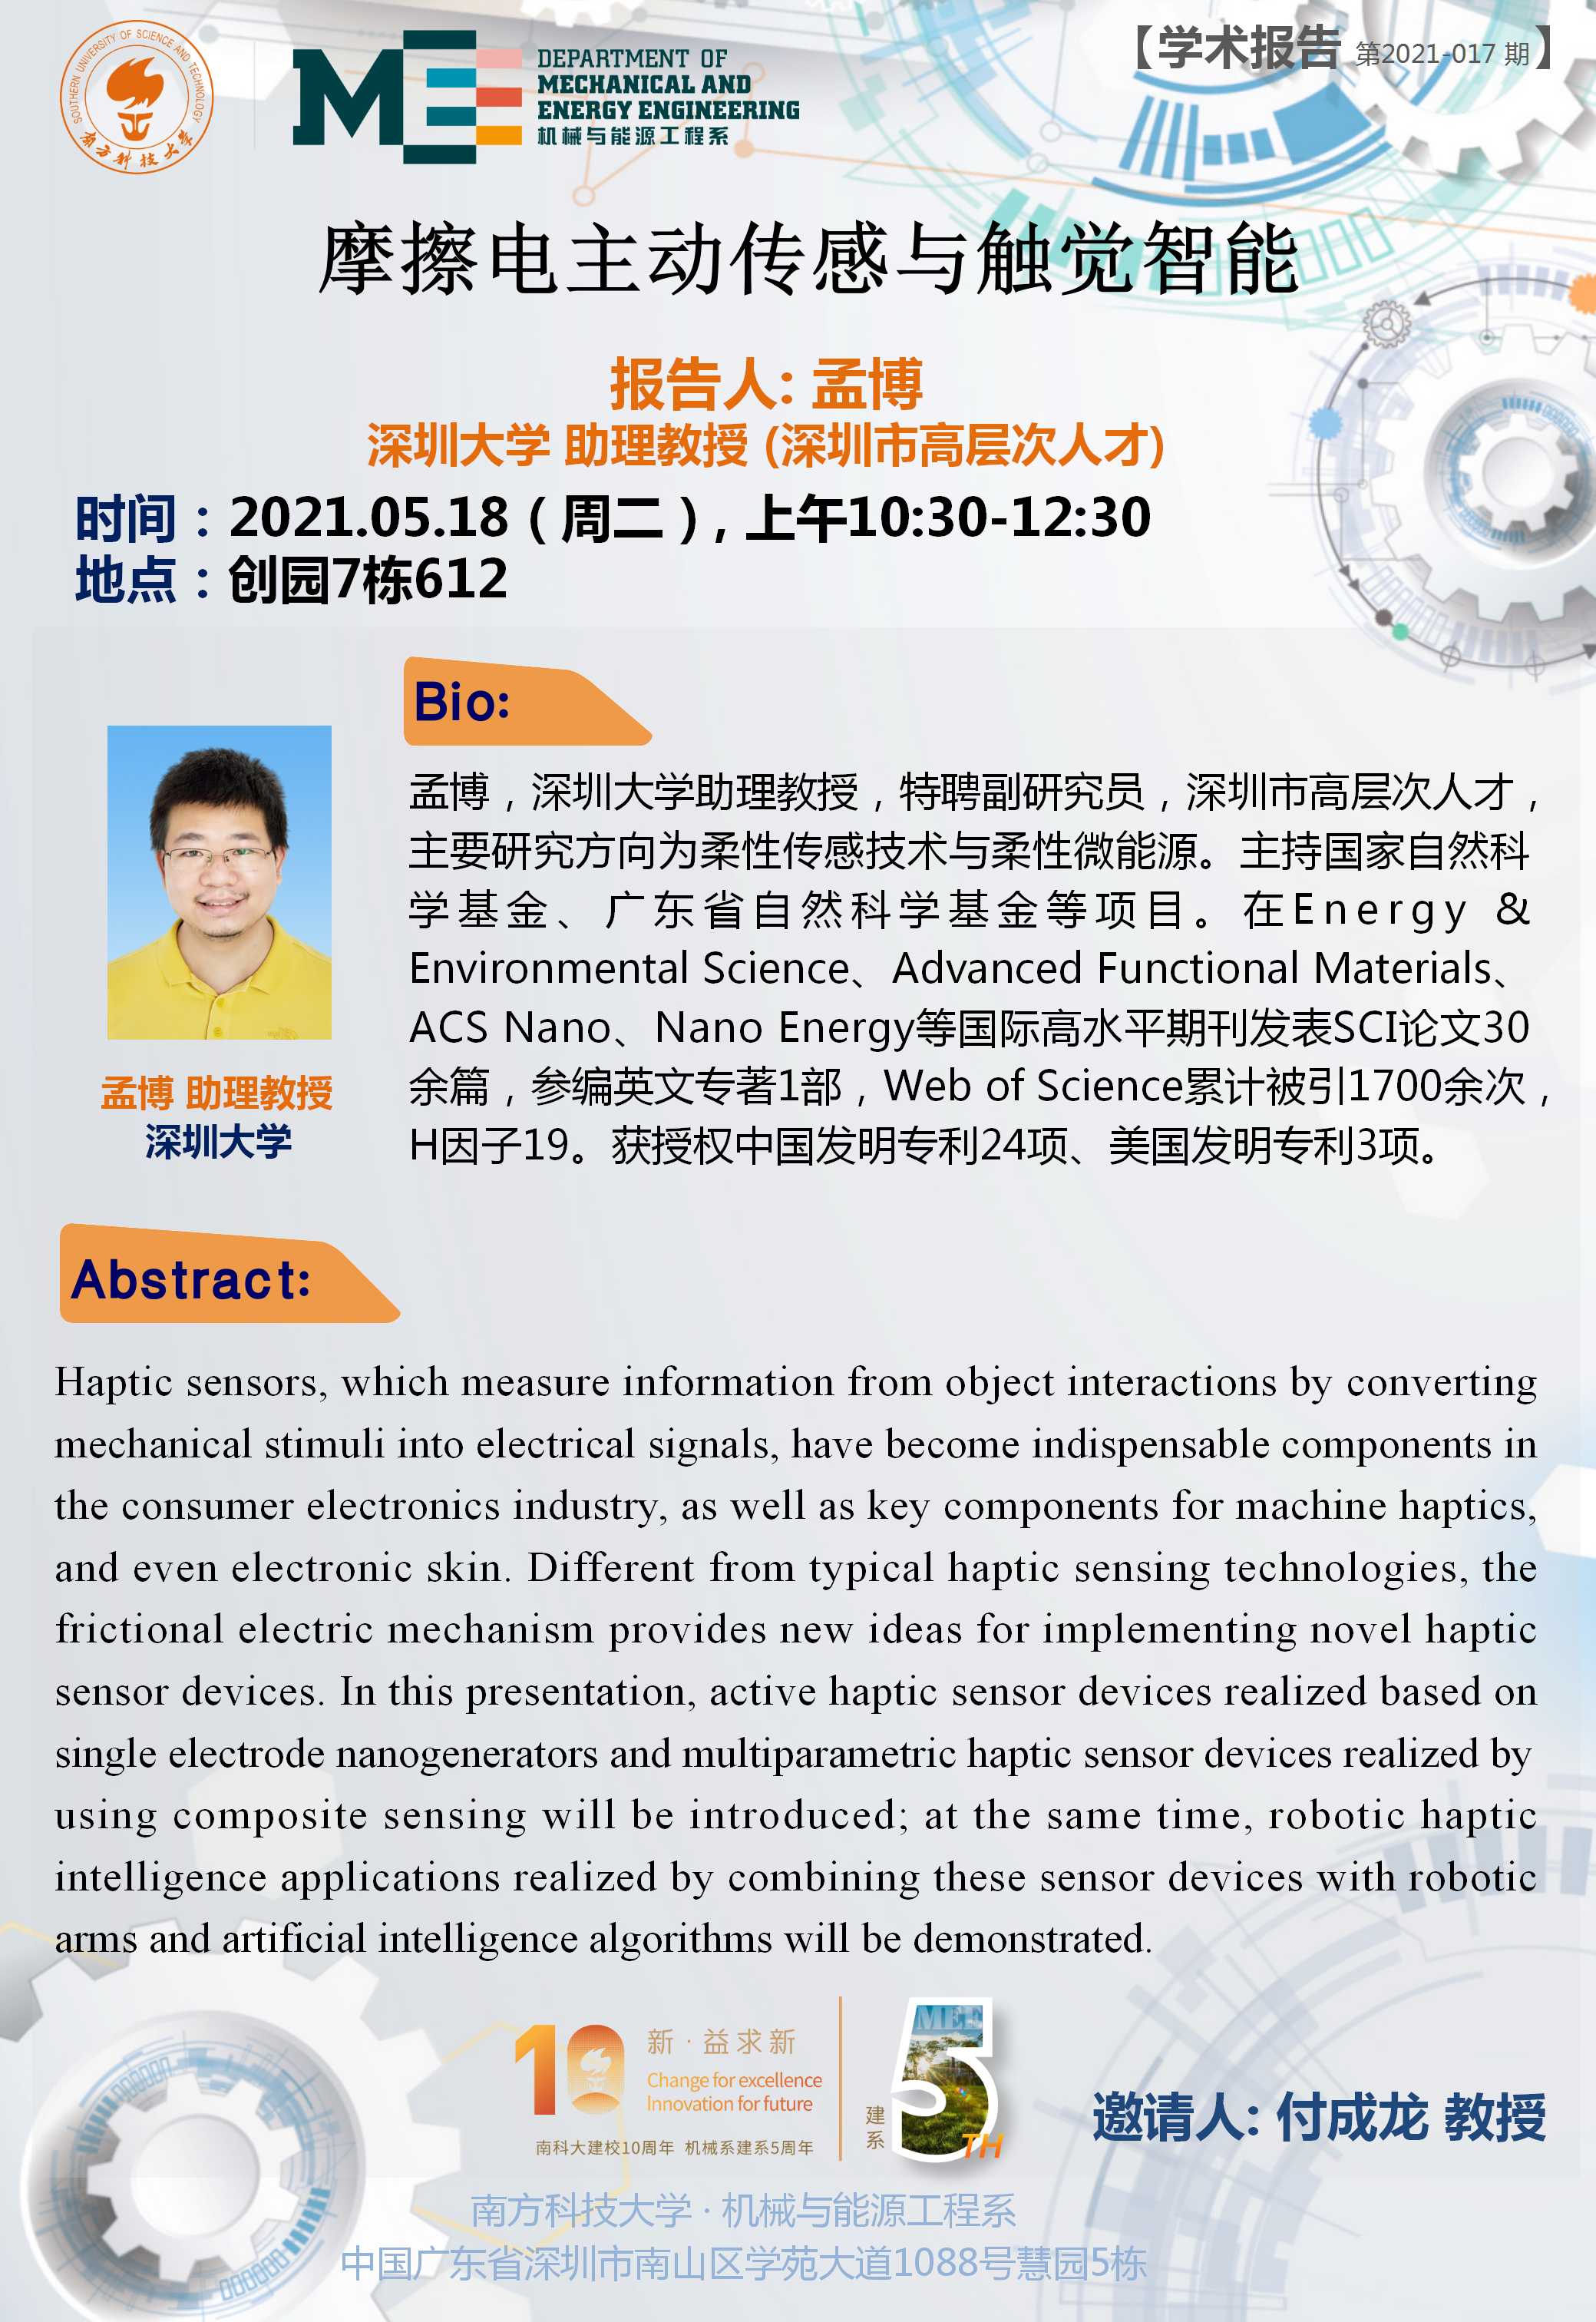 SOUTHERN UNIVERSITY OF SCIENCE AND TECHNOLOGY
南方科技大学
MEE
DEPARTMENT OF
MECHANICAL AND
ENERGY ENGINEERING
机械与能源工程系
【学术报告 第2021-017 期】
摩擦电主动传感与触觉智能
报告人: 孟博
深圳大学 助理教授 (深圳市高层次人才)
时间：2021.05.18（周二）, 上午10:30-12:30
地点：创园7栋612
Bio:
孟博，深圳大学助理教授，特聘副研究员，深圳市高层次人才，
主要研究方向为柔性传感技术与柔性微能源。主持国家自然科
学基金、广东省自然科学基金等项目。在Energy &
Environmental Science、Advanced Functional Materials、
ACS Nano、Nano Energy等国际高水平期刊发表SCI论文30
余篇，参编英文专著1部，Web of Science累计被引1700余次，
H因子19。获授权中国发明专利24项、美国发明专利3项。
孟博 助理教授
深圳大学
Abstract:
Haptic sensors, which measure information from object interactions by converting
mechanical stimuli into electrical signals, have become indispensable components in
the consumer electronics industry, as well as key components for machine haptics,
and even electronic skin. Different from typical haptic sensing technologies, the
frictional electric mechanism provides new ideas for implementing novel haptic
sensor devices. In this presentation, active haptic sensor devices realized based on
single electrode nanogenerators and multiparametric haptic sensor devices realized by
using composite sensing will be introduced; at the same time, robotic haptic
intelligence applications realized by combining these sensor devices with robotic
arms and artificial intelligence algorithms will be demonstrated.
10
新·益求新
Change for excellence
Innovation for future
南科大建校10周年 机械系建系5周年
建系
MEE
5TH
邀请人: 付成龙 教授
南方科技大学·机械与能源工程系
中国广东省深圳市南山区学苑大道1088号慧园5栋